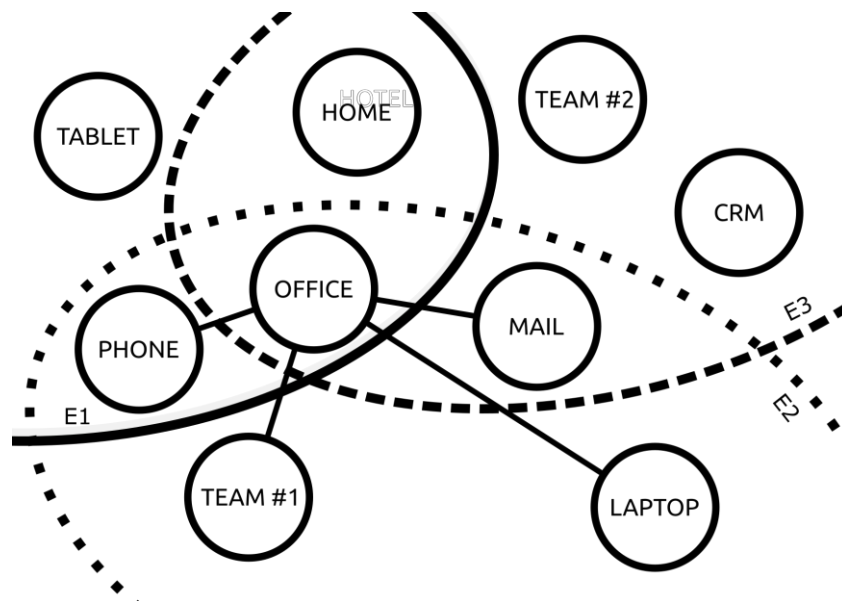 HOTEL
HOME
TEAM #2
TABLET
CRM
OFFICE
MAIL
E3
PHONE
E1
E2
TEAM #1
LAPTOP